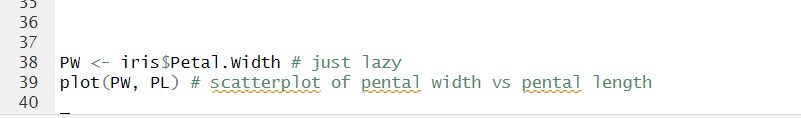 35
36
37
38 PW <- iris$Petal.Width # just lazy
39 plot(PW, PL) # scatterplot of pental width vs pental length
40